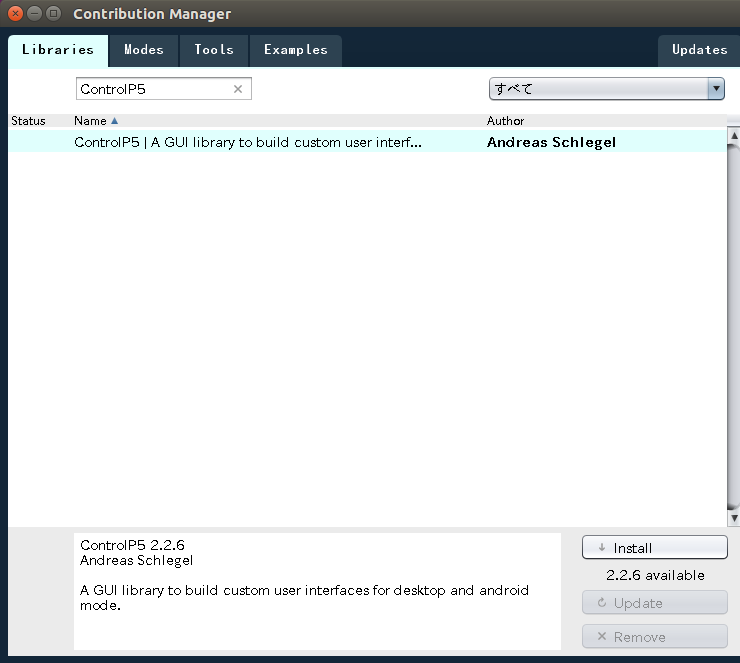 Contribution Manager
Libraries Modes Tools Examples Updates
ControlP5 すべて
Status Name Author
ControlP5 | A GUI library to build custom user interf... Andreas Schlegel
ControlP5 2.2.6
Andreas Schlegel
A GUI library to build custom user interfaces for desktop and android
mode.
Install
2.2.6 available
Update
Remove